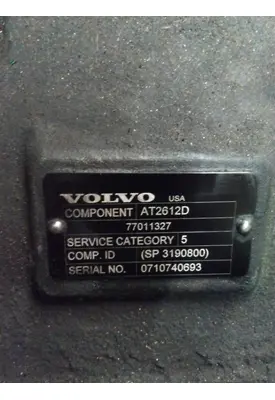 VOLVO USA
COMPONENT AT2612D
77011327
SERVICE CATEGORY 5
COMP. ID (SP 3190800)
SERIAL NO. 0710740693